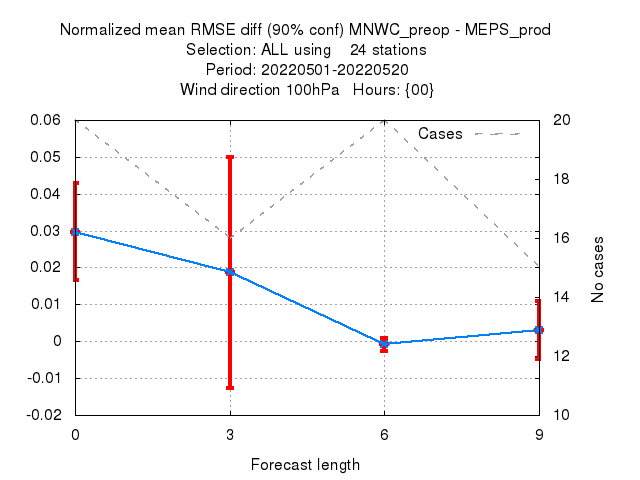 Normalized mean RMSE diff (90% conf) MNWC_preop - MEPS_prod
Selection: ALL using    24 stations
Period: 20220501-20220520
Wind direction 100hPa   Hours: {00}
Cases
0.06
0.05
0.04
0.03
0.02
0.01
0
-0.01
-0.02
20
18
16
14
12
10
No cases
0 3 6 9
Forecast length